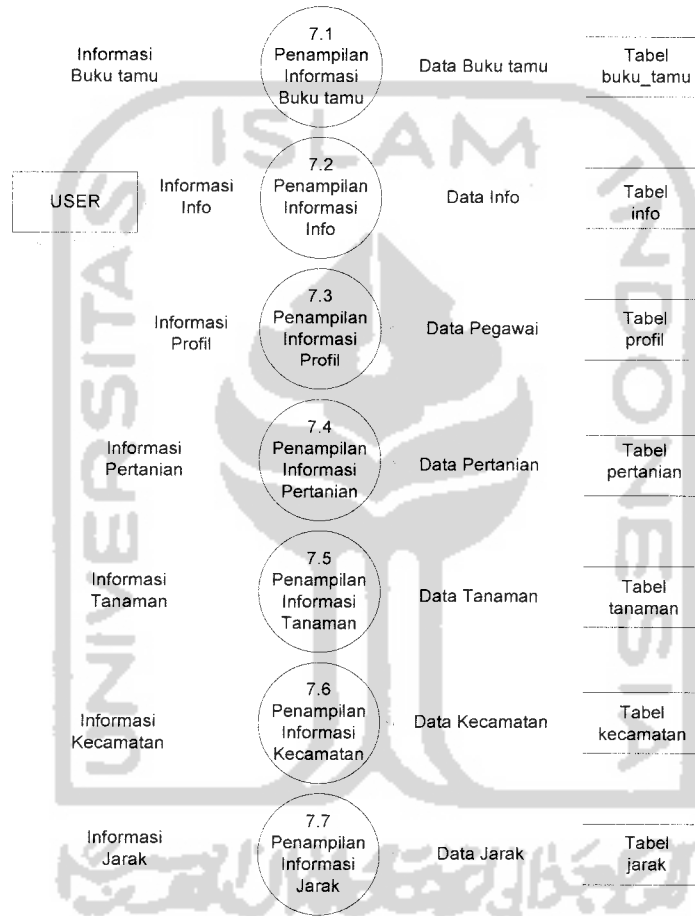 Informasi
Buku tamu
7.1
Penampilan
Informasi
Buku tamu
Data Buku tamu
Tabel
buku_tamu
ISLAM
USER
Informasi
Info
7.2
Penampilan
Informasi
Info
Data Info
Tabel
info
UNIVERSITAS
INDONESIA
Informasi
Profil
7.3
Penampilan
Informasi
Profil
Data Pegawai
Tabel
profil
Informasi
Pertanian
7.4
Penampilan
Informasi
Pertanian
Data Pertanian
Tabel
pertanian
Informasi
Tanaman
7.5
Penampilan
Informasi
Tanaman
Data Tanaman
Tabel
tanaman
Informasi
Kecamatan
7.6
Penampilan
Informasi
Kecamatan
Data Kecamatan
Tabel
kecamatan
Informasi
Jarak
7.7
Penampilan
Informasi
Jarak
Data Jarak
Tabel
jarak